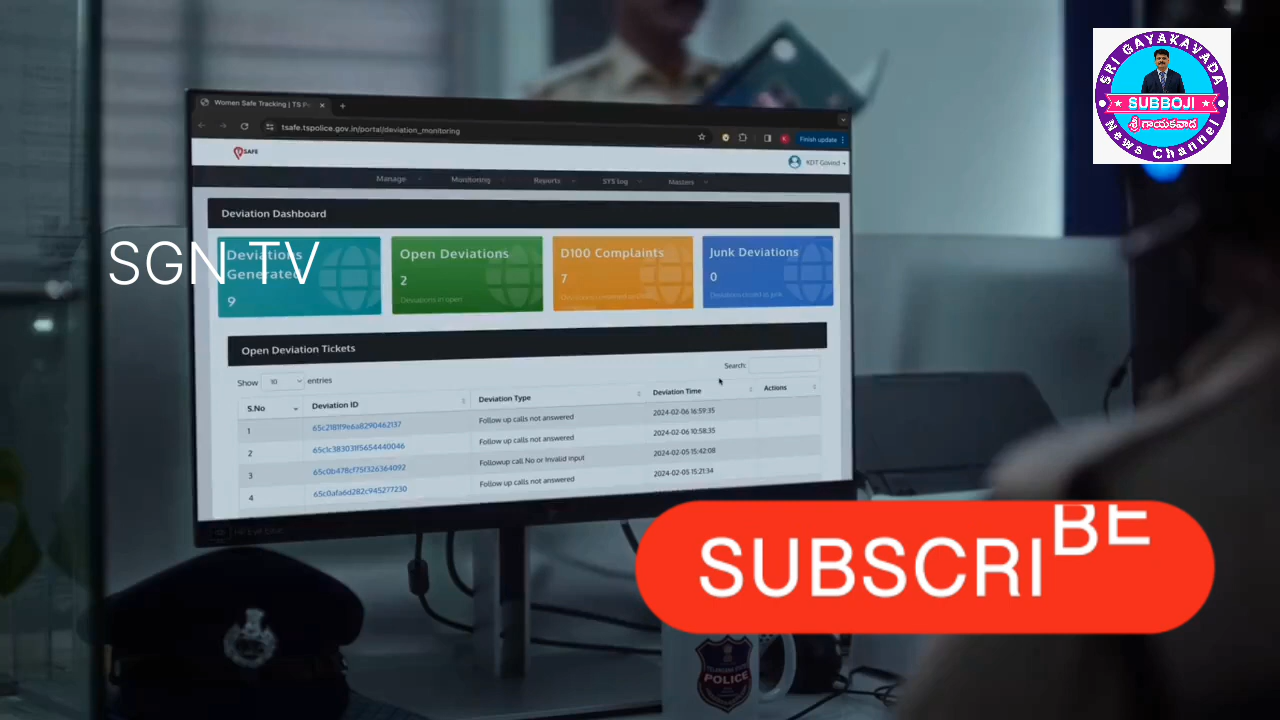 Women Safe Tracking | TS P
tsafe.tspolice.gov.in/portal/deviation_monitoring
Finish update
SAFE
KDT Govind
Manage
Monitoring
Reports
SYS log
Masters
Deviation Dashboard
SGN TV
Deviations Generated
9
Open Deviations
2
Deviations in open
D100 Complaints
7
Junk Deviations
0
Open Deviation Tickets
Show 10 entries
Search:
S.No Deviation ID Deviation Type Deviation Time Actions
1 65c2181f9e6a8290462137 Follow up calls not answered 2024-02-06 16:59:35
2 65c1c383031f5654440046 Follow up calls not answered 2024-02-06 10:58:35
3 65c0b478cf75f326364092 Followup call No or Invalid input 2024-02-05 15:42:08
4 65c0afa6d282c945277230 Follow up calls not answered 2024-02-05 15:21:34
SUBSCRIBE
POLICE
SRI GAYAKAVADA
SUBBOJI
శ్రీ గాయకవాద
News Channel